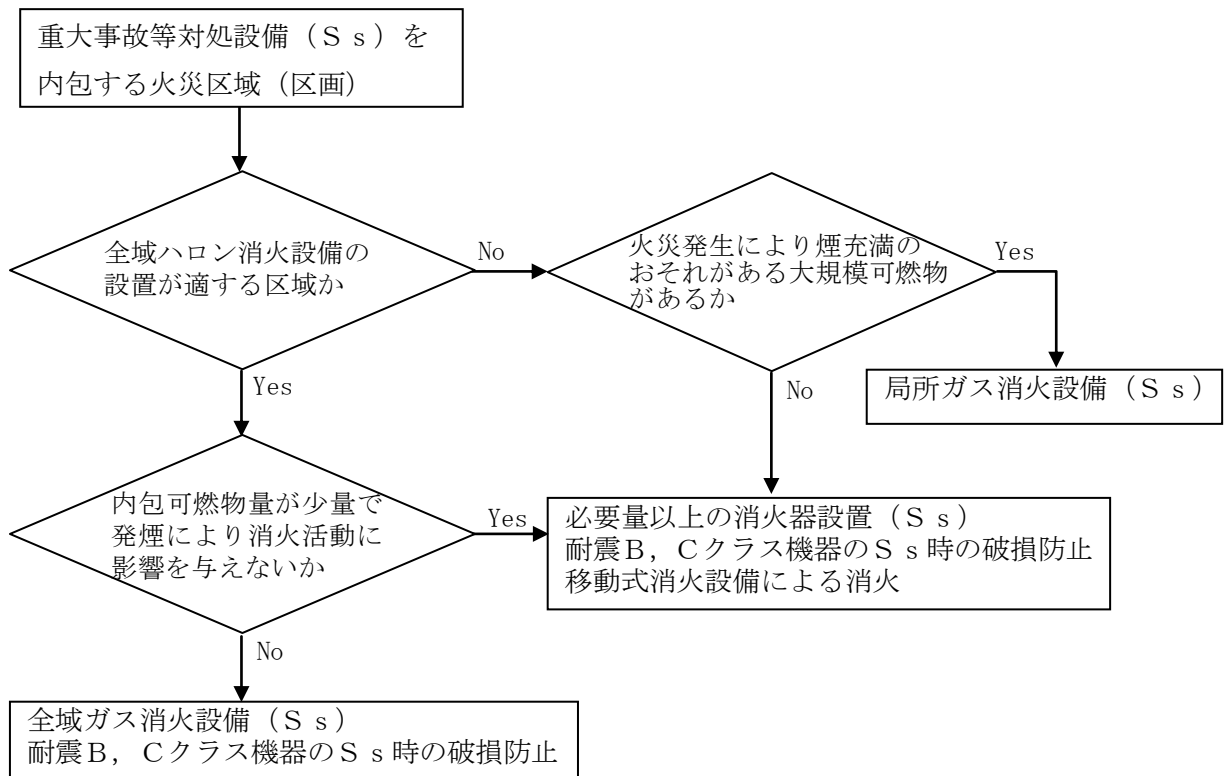 重大事故等対処設備（Ｓｓ）を
内包する火災区域（区画）
全域ハロン消火設備の
設置が適する区域か
No
火災発生により煙充満の
おそれがある大規模可燃物
があるか
Yes
Yes
No
局所ガス消火設備（Ｓｓ）
内包可燃物量が少量で
発煙により消火活動に
影響を与えないか
Yes
必要量以上の消火器設置（Ｓｓ）
耐震Ｂ，Ｃクラス機器のＳｓ時の破損防止
移動式消火設備による消火
No
全域ガス消火設備（Ｓｓ）
耐震Ｂ，Ｃクラス機器のＳｓ時の破損防止